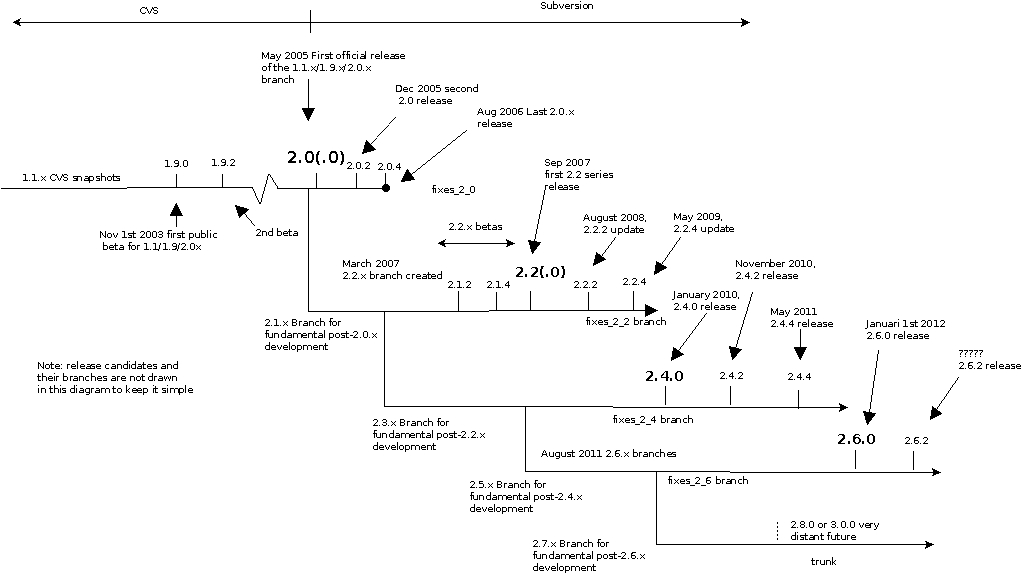 CVS
Subversion
May 2005 First official release
of the 1.1.x/1.9.x/2.0.x
branch
Dec 2005 second
2.0 release
Aug 2006 Last 2.0.x
release
1.9.0
1.9.2
2.0(.0)
2.0.2
2.0.4
1.1.x CVS snapshots
fixes_2_0
Nov 1st 2003 first public
beta for 1.1/1.9/2.0x
2nd beta
Sep 2007
first 2.2 series
release
2.2.x betas
August 2008,
2.2.2 update
May 2009,
2.2.4 update
March 2007
2.2.x branch created
2.1.2
2.1.4
2.2(.0)
2.2.2
2.2.4
fixes_2_2 branch
2.1.x Branch for
fundamental post-2.0.x
development
January 2010,
2.4.0 release
November 2010,
2.4.2 release
May 2011
2.4.4 release
Januari 1st 2012
2.6.0 release
?????
2.6.2 release
Note: release candidates and
their branches are not drawn
in this diagram to keep it simple
2.4.0
2.4.2
2.4.4
fixes_2_4 branch
2.3.x Branch for
fundamental post-2.2.x
development
2.6.0
2.6.2
August 2011 2.6.x branches
fixes_2_6 branch
2.5.x Branch for
fundamental post-2.4.x
development
2.8.0 or 3.0.0 very
distant future
2.7.x Branch for
fundamental post-2.6.x
development
trunk